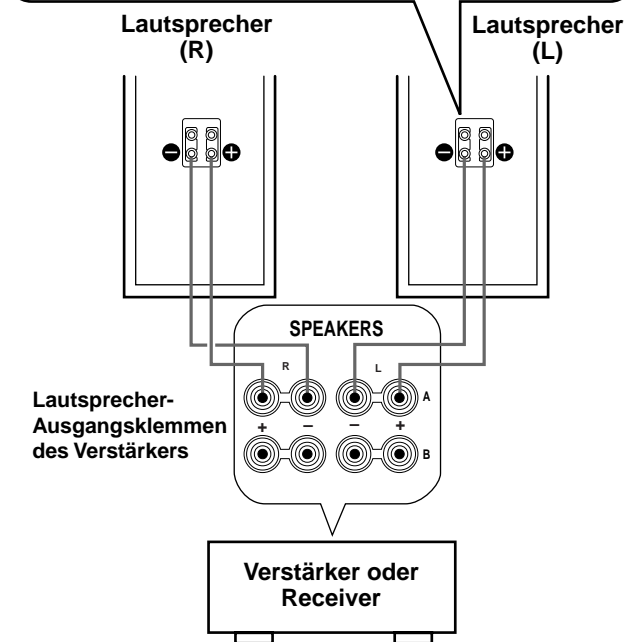 Lautsprecher
(R)
Lautsprecher
(L)
− +
− +
SPEAKERS
R L
A
+ − − +
B
Lautsprecher-
Ausgangsklemmen
des Verstärkers
Verstärker oder
Receiver